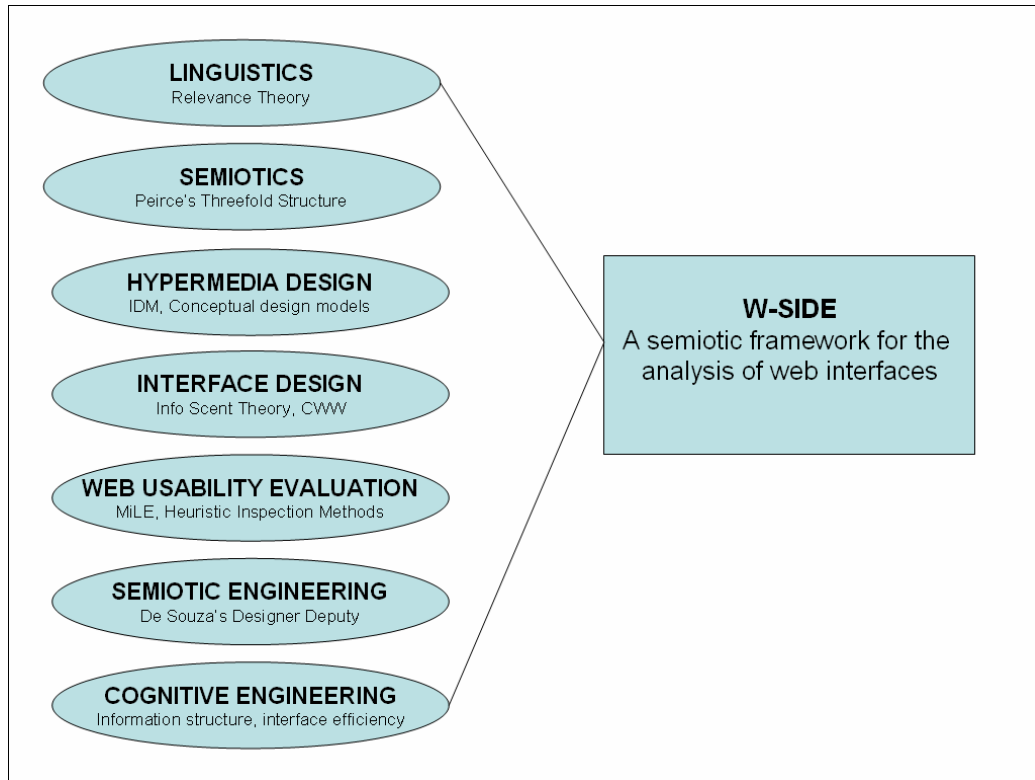 LINGUISTICS
Relevance Theory
SEMIOTICS
Peirce's Threefold Structure
HYPERMEDIA DESIGN
IDM, Conceptual design models
INTERFACE DESIGN
Info Scent Theory, CWW
WEB USABILITY EVALUATION
MiLE, Heuristic Inspection Methods
SEMIOTIC ENGINEERING
De Souza's Designer Deputy
COGNITIVE ENGINEERING
Information structure, interface efficiency
W-SIDE
A semiotic framework for the
analysis of web interfaces